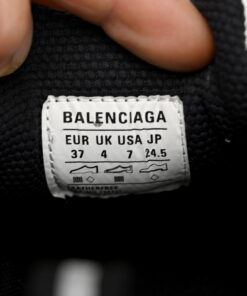 BALENCIAGA
EUR UK USA JP
37 4 7 24.5